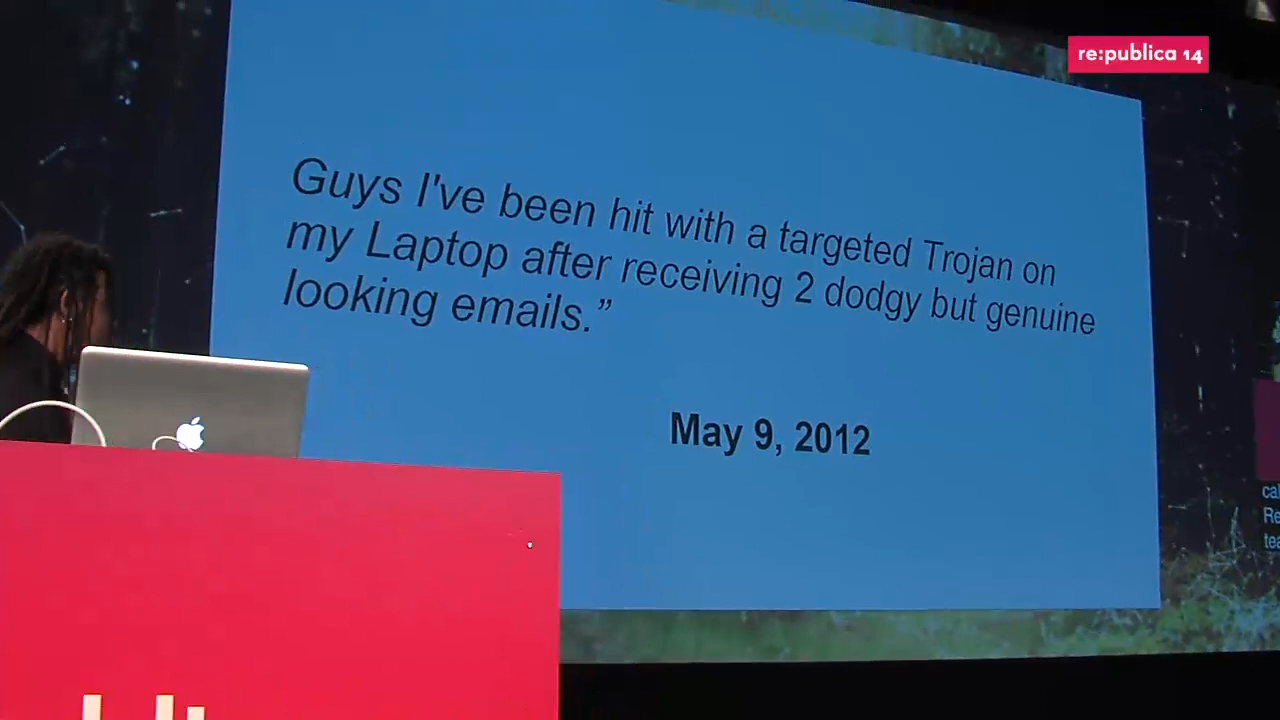 re:publica 14
Guys I've been hit with a targeted Trojan on
my Laptop after receiving 2 dodgy but genuine
looking emails.”
May 9, 2012